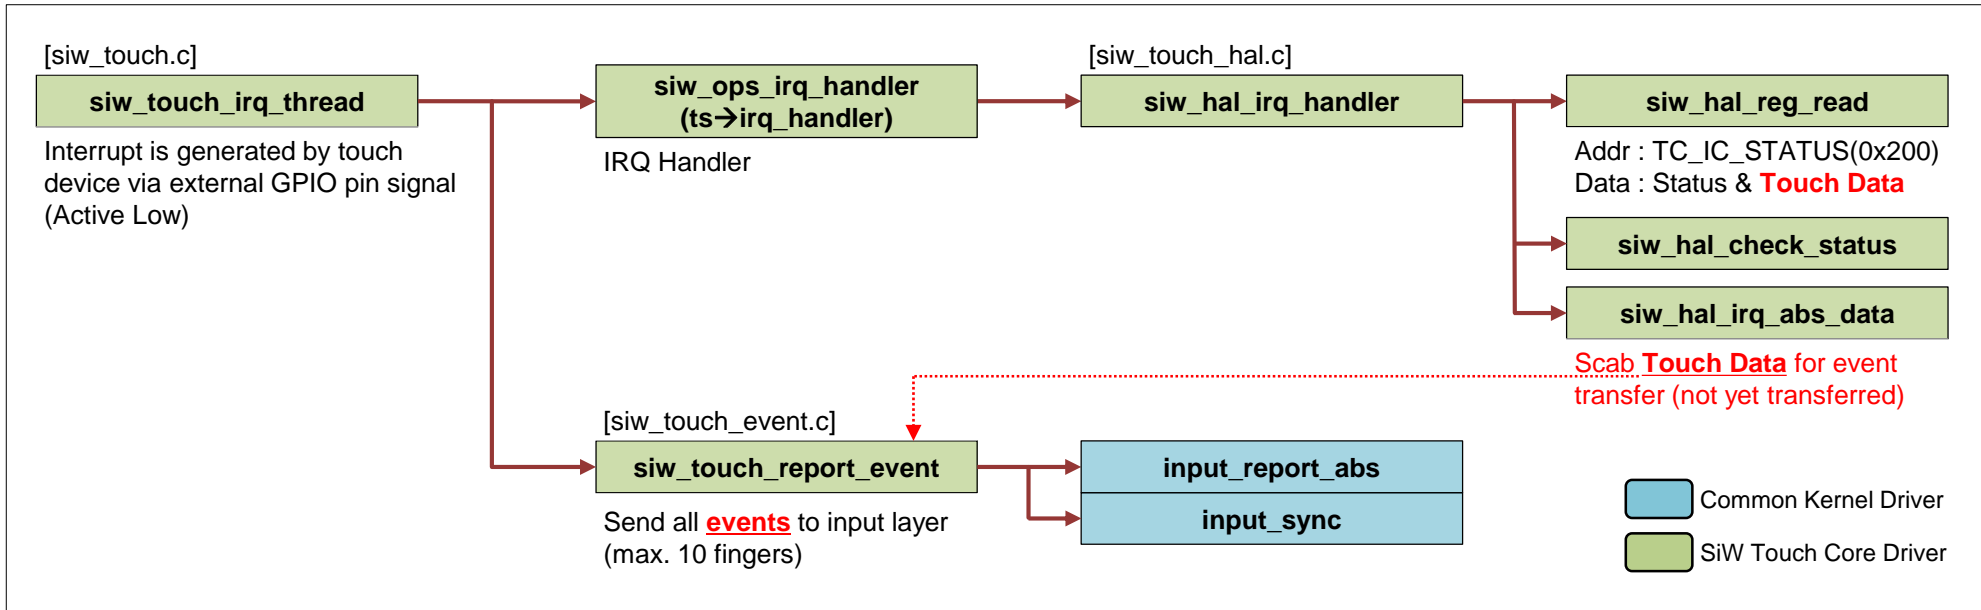 [siw_touch.c]
siw_touch_irq_thread
Interrupt is generated by touch
device via external GPIO pin signal
(Active Low)
siw_ops_irq_handler
(ts→irq_handler)
IRQ Handler
[siw_touch_hal.c]
siw_hal_irq_handler
siw_hal_reg_read
Addr : TC_IC_STATUS(0x200)
Data : Status & Touch Data
siw_hal_check_status
siw_hal_irq_abs_data
Scab Touch Data for event
transfer (not yet transferred)
[siw_touch_event.c]
siw_touch_report_event
Send all events to input layer
(max. 10 fingers)
input_report_abs
input_sync
Common Kernel Driver
SiW Touch Core Driver